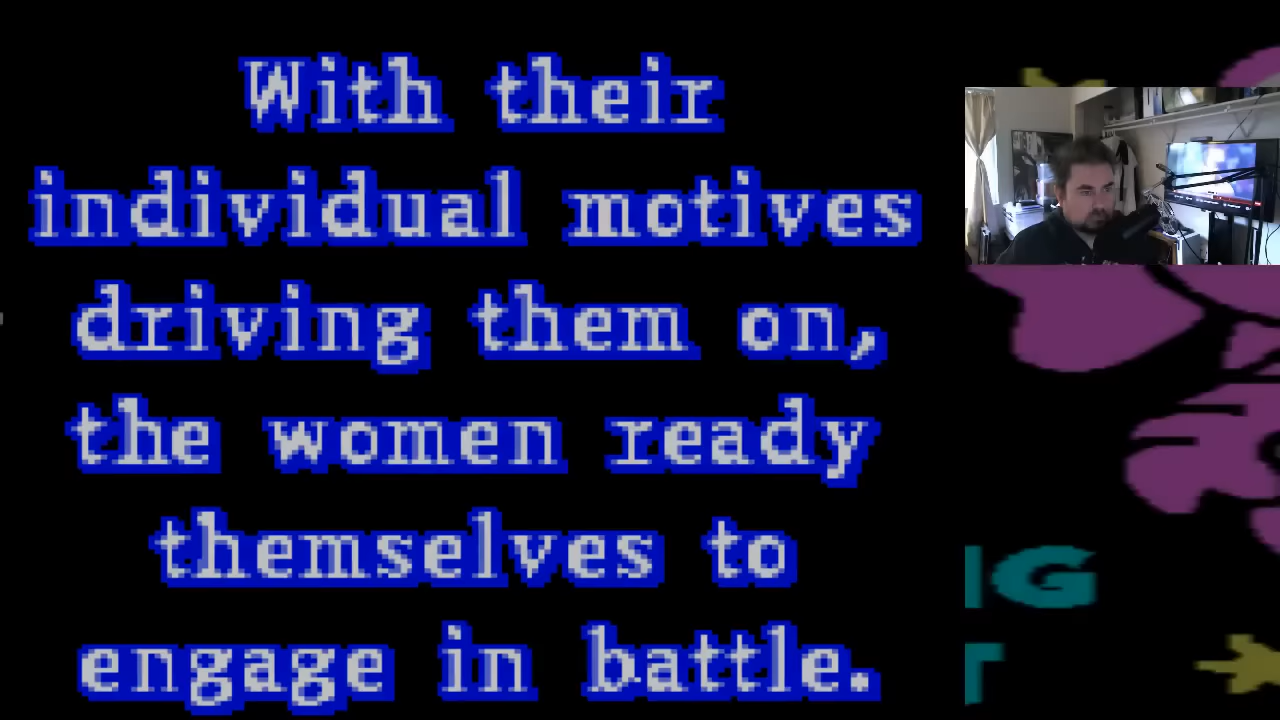 With their
individual motives
driving them on,
the women ready
themselves to
engage in battle.